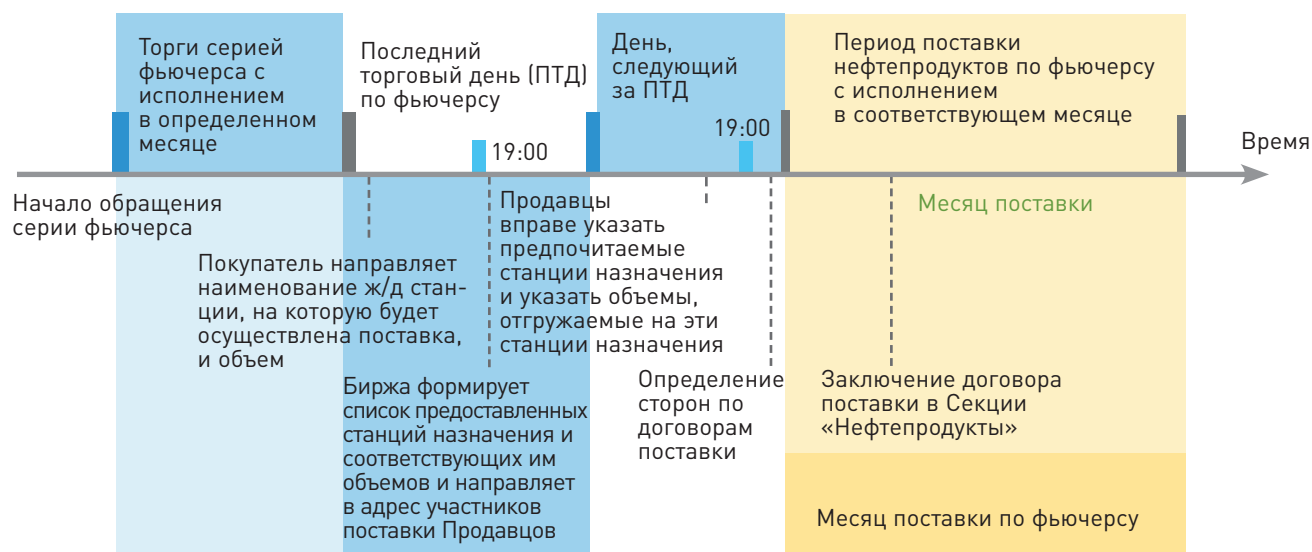 Торги серией
фьючерса с
исполнением
в определенном
месяце
Последний
торговый день (ПТД)
по фьючерсу
19:00
День,
следующий
за ПТД
19:00
Период поставки
нефтепродуктов по фьючерсу
с исполнением
в соответствующем месяце
Время
Начало обращения
серии фьючерса
Покупатель направляет
наименование ж/д стан-
ции, на которую будет
осуществлена поставка,
и объем
Биржа формирует
список предоставленных
станций назначения и
соответствующих им
объемов и направляет
в адрес участников
поставки Продавцов
Продавцы
вправе указать
предпочитаемые
станции назначения
и указать объемы,
отгружаемые на эти
станции назначения
Определение
сторон по
договорам
поставки
Месяц поставки
Заключение договора
поставки в Секции
«Нефтепродукты»
Месяц поставки по фьючерсу